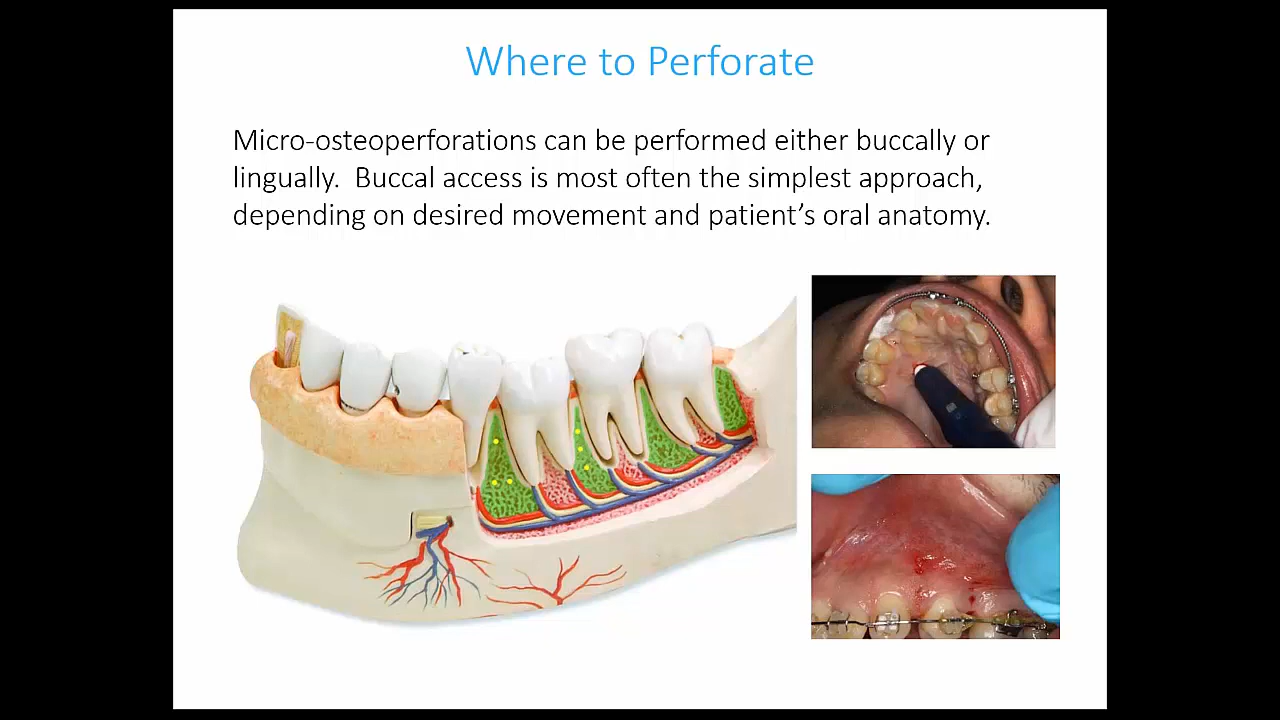 Where to Perforate
Micro-osteoperforations can be performed either buccally or
lingually.  Buccal access is most often the simplest approach,
depending on desired movement and patient’s oral anatomy.